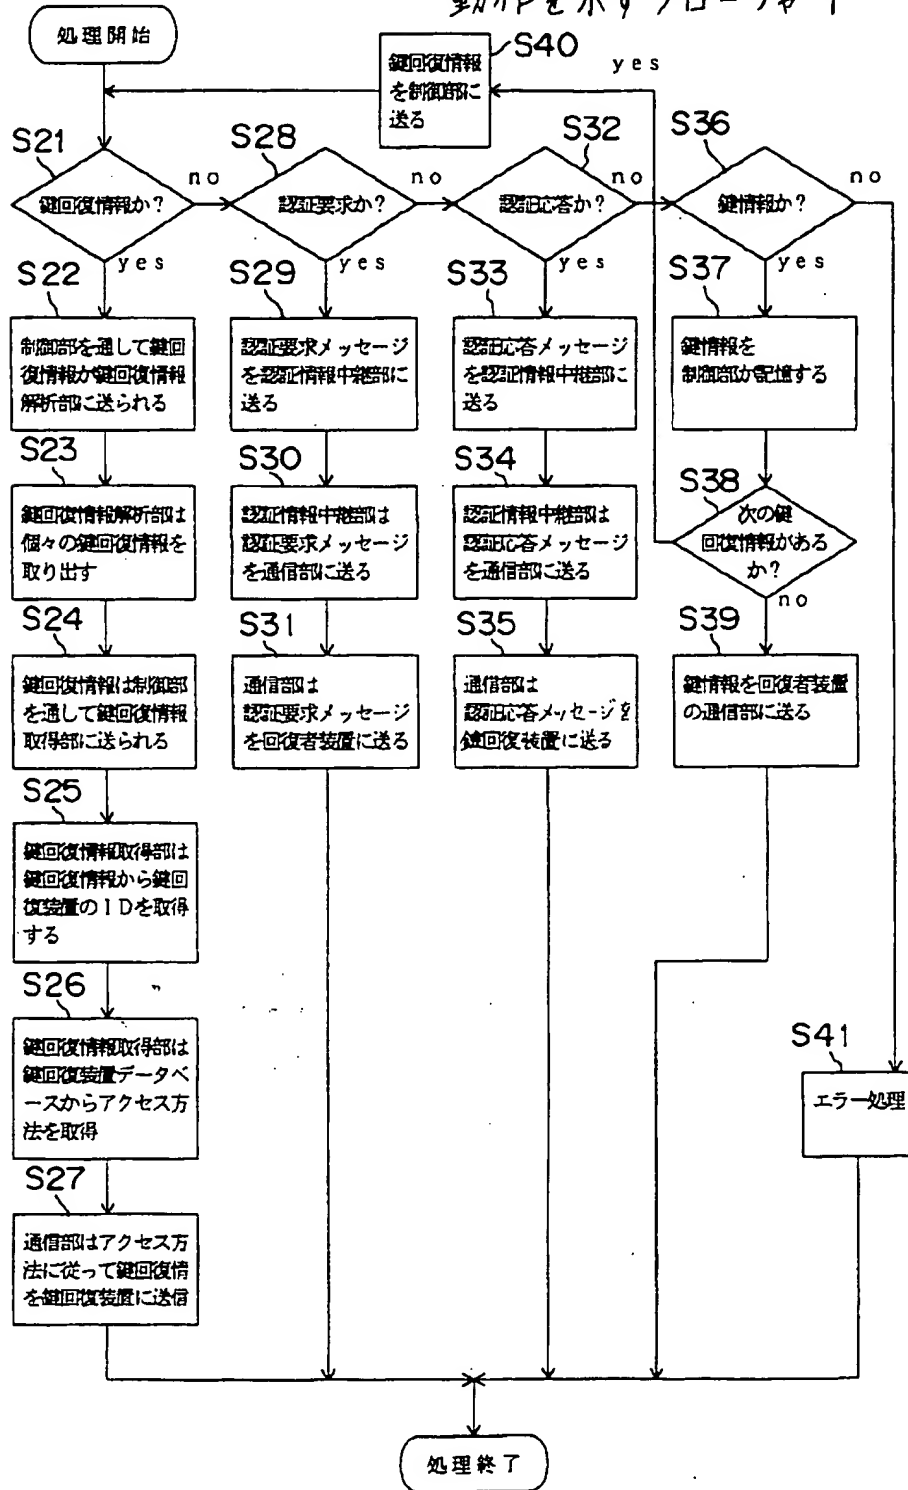 動作を示すフローチャート
処理開始
S40
鍵回復情報
を制御部に
送る
yes
S21
鍵回復情報か?
no
S28
認証要求か?
no
S32
認証応答か?
no
S36
鍵情報か?
no
yes
S22
制御部を通して鍵回
復情報が鍵回復情報
解析部に送られる
S23
鍵回復情報解析部は
個々の鍵回復情報を
取り出す
S24
鍵回復情報は制御部
を通して鍵回復情報
取得部に送られる
S25
鍵回復情報取得部は
鍵回復情報から鍵回
復装置のIDを取得
する
S26
鍵回復情報取得部は
鍵回復装置データベ
ースからアクセス方
法を取得
S27
通信部はアクセス方
法に従って鍵回復情
を鍵回復装置に送信
yes
S29
認証要求メッセージ
を認証情報中継部に
送る
S30
認証情報中継部は
認証要求メッセージ
を通信部に送る
S31
通信部は
認証要求メッセージ
を回復者装置に送る
yes
S33
認証応答メッセージ
を認証情報中継部に
送る
S34
認証情報中継部は
認証応答メッセージ
を通信部に送る
S35
通信部は
認証応答メッセージを
鍵回復装置に送る
yes
S37
鍵情報を
制御部が記憶する
S38
次の鍵
回復情報がある
か?
no
S39
鍵情報を回復者装置
の通信部に送る
S41
エラー処理
処理終了